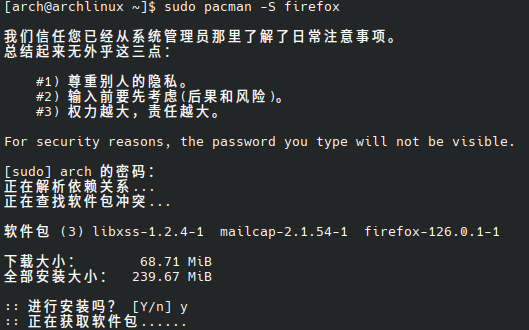 [arch@archlinux ~]$ sudo pacman -S firefox
我们信任您已经从系统管理员那里了解了日常注意事项。
总结起来无外乎这三点：
#1) 尊重别人的隐私。
#2) 输入前要先考虑(后果和风险)。
#3) 权力越大，责任越大。
For security reasons, the password you type will not be visible.
[sudo] arch 的密码：
正在解析依赖关系...
正在查找软件包冲突...
软件包 (3) libxss-1.2.4-1  mailcap-2.1.54-1  firefox-126.0.1-1
下载大小：   68.71 MiB
全部安装大小：  239.67 MiB
:: 进行安装吗？ [Y/n] y
:: 正在获取软件包......